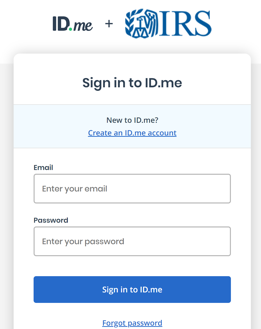 ID.me + IRS
Sign in to ID.me
New to ID.me?
Create an ID.me account
Email
Enter your email
Password
Enter your password
Sign in to ID.me
Forgot password